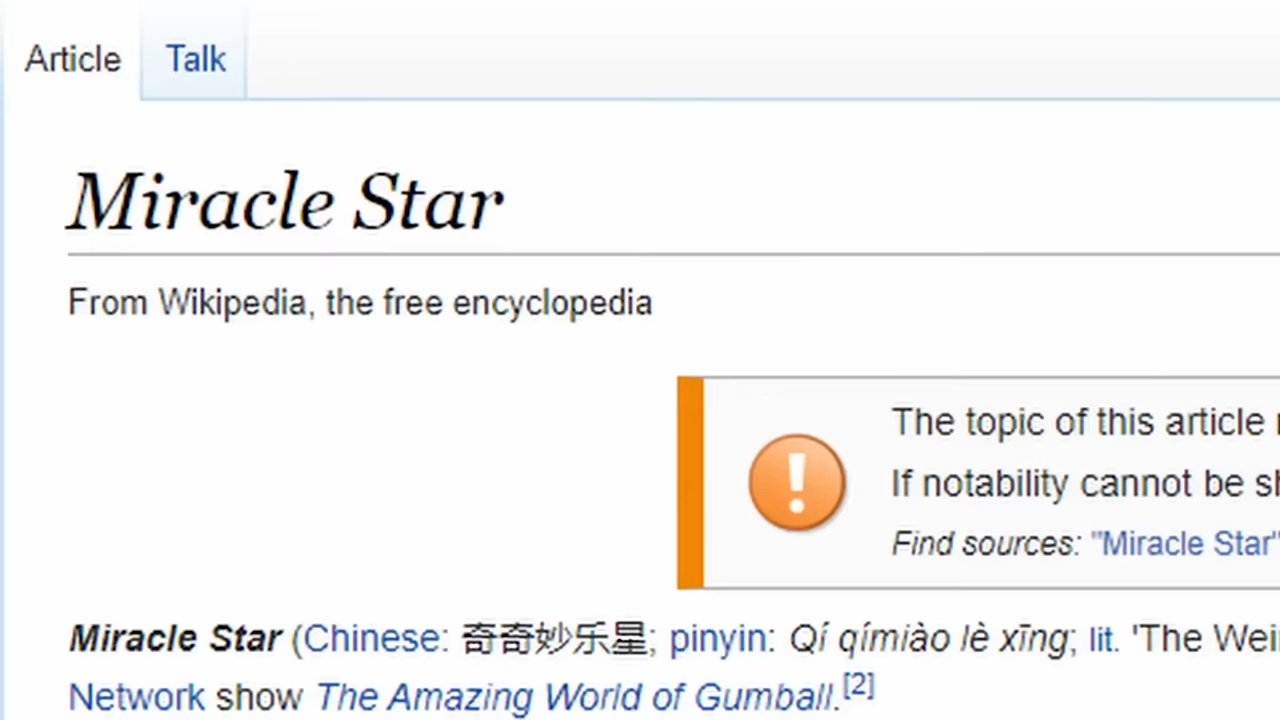 Article Talk
Miracle Star
From Wikipedia, the free encyclopedia
The topic of this article
If notability cannot be
Find sources: "Miracle Star"
Miracle Star (Chinese: 奇奇妙乐星; pinyin: Qí qímiào lè xīng; lit. 'The
Network show The Amazing World of Gumball.[2]